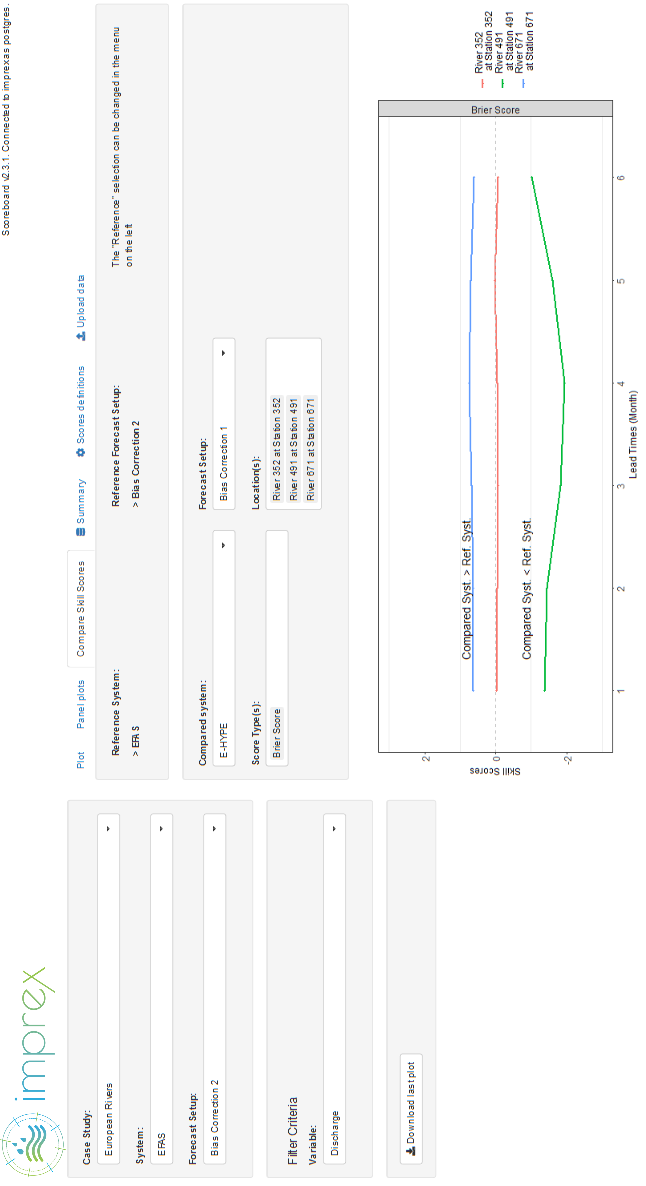 Scoreboard v2.3.1. Connected to imprexas postgres.
imprex
Case Study:
European Rivers
System:
EFAS
Forecast Setup:
Bias Correction 2
Filter Criteria
Variable:
Discharge
Download last plot
Plot
Panel plots
Compare Skill Scores
Summary
Scores definitions
Upload data
Reference System:
> EFAS
Reference Forecast Setup:
> Bias Correction 2
The "Reference" selection can be changed in the menu
on the left
Compared system:
E-HYPE
Forecast Setup:
Bias Correction 1
Score Type(s):
Brier Score
Location(s):
River 352 at Station 352
River 491 at Station 491
River 671 at Station 671
Brier Score
Skill Scores
2
0
-2
Compared Syst. > Ref. Syst.
Compared Syst. < Ref. Syst.
1
2
3
4
5
6
Lead Times (Month)
River 352
at Station 352
River 491
at Station 491
River 671
at Station 671